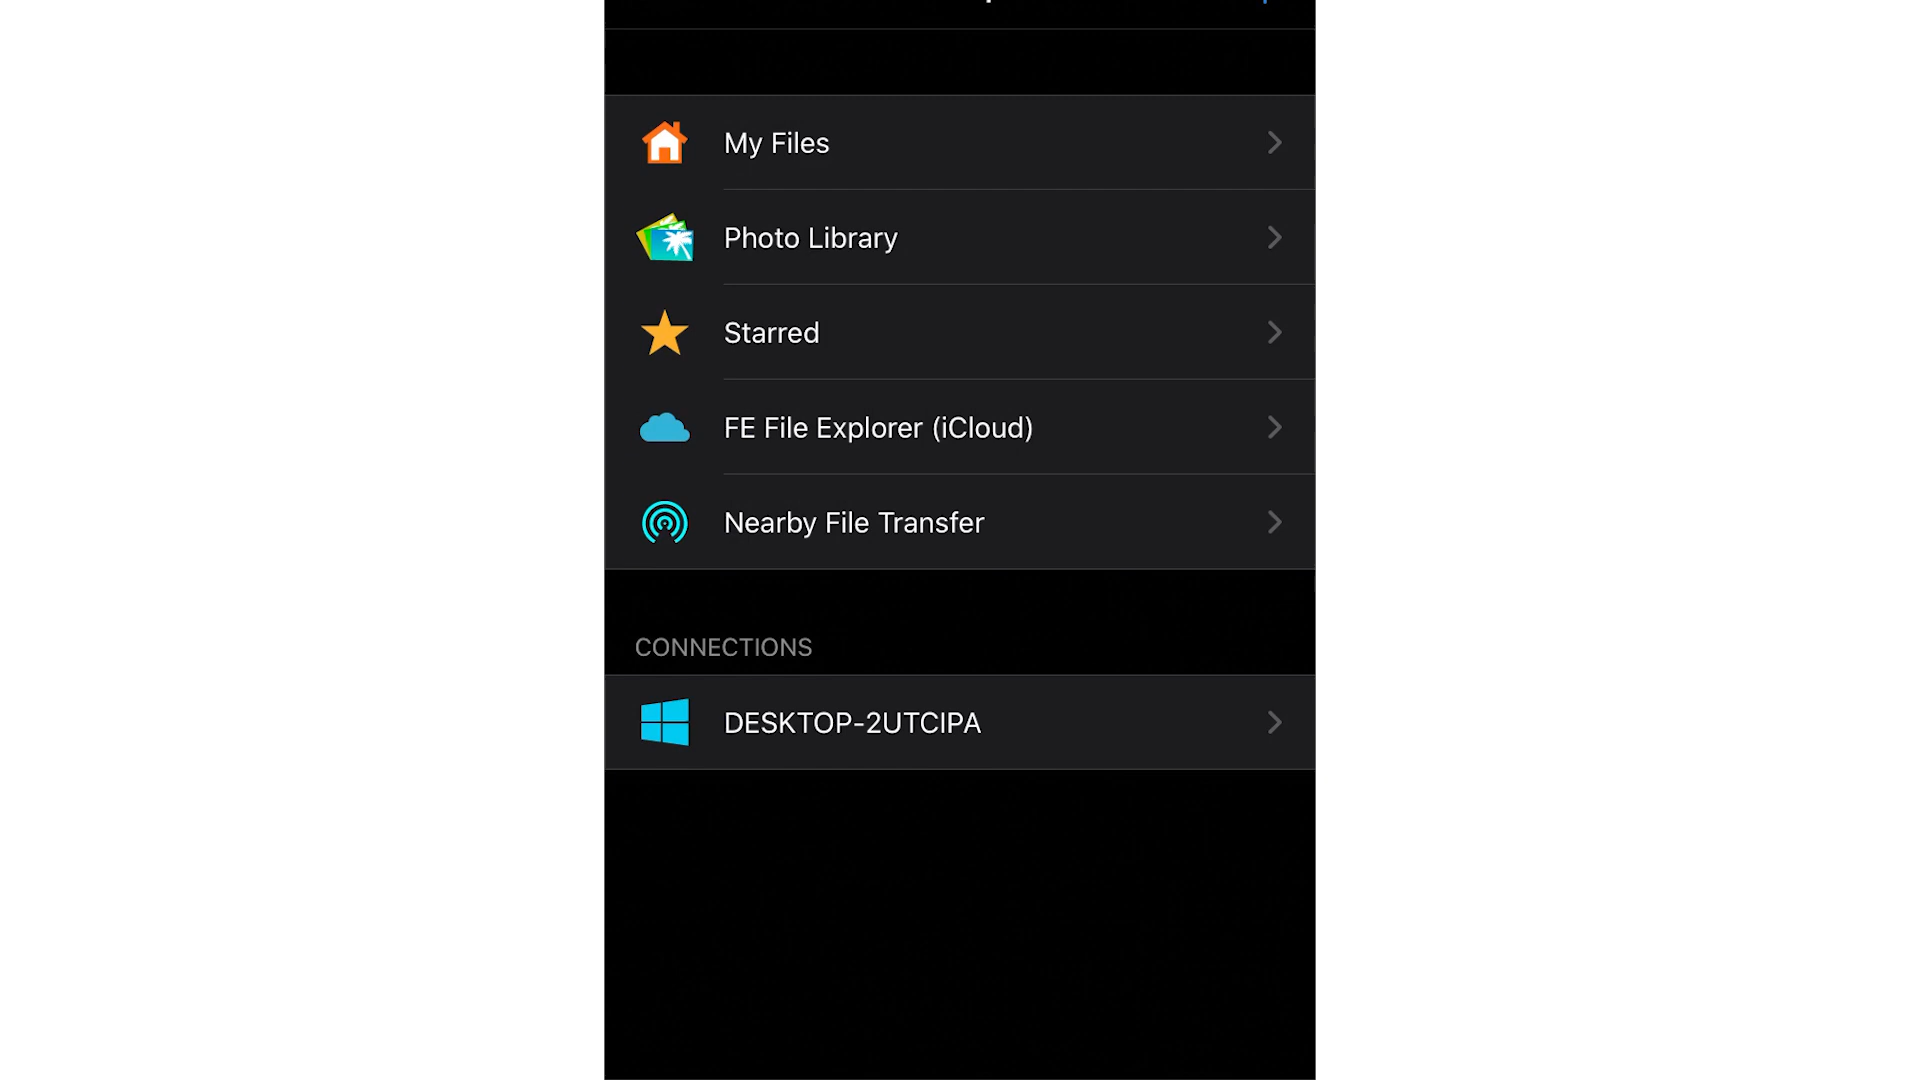 My Files
Photo Library
Starred
FE File Explorer (iCloud)
Nearby File Transfer
CONNECTIONS
DESKTOP-2UTCIPA